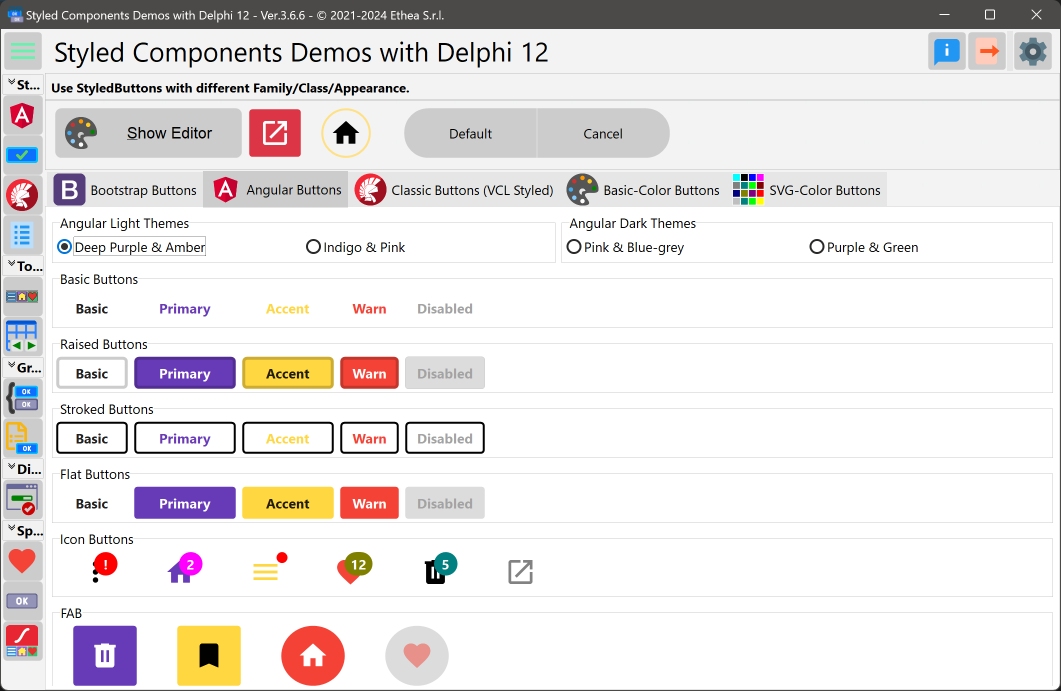 Styled Components Demos with Delphi 12 - Ver.3.6.6 - © 2021-2024 Ethea S.r.l.
Styled Components Demos with Delphi 12
St...
Use StyledButtons with different Family/Class/Appearance.
Show Editor Default Cancel
B Bootstrap Buttons A Angular Buttons Classic Buttons (VCL Styled) Basic-Color Buttons SVG-Color Buttons
Angular Light Themes Angular Dark Themes
Deep Purple & Amber Indigo & Pink Pink & Blue-grey Purple & Green
To...
Basic Buttons
Basic Primary Accent Warn Disabled
Raised Buttons
Gr...
Basic Primary Accent Warn Disabled
OK
OK
Stroked Buttons
Basic Primary Accent Warn Disabled
OK
Di...
Flat Buttons
Basic Primary Accent Warn Disabled
Sp...
Icon Buttons
! 2 12 5
OK
FAB